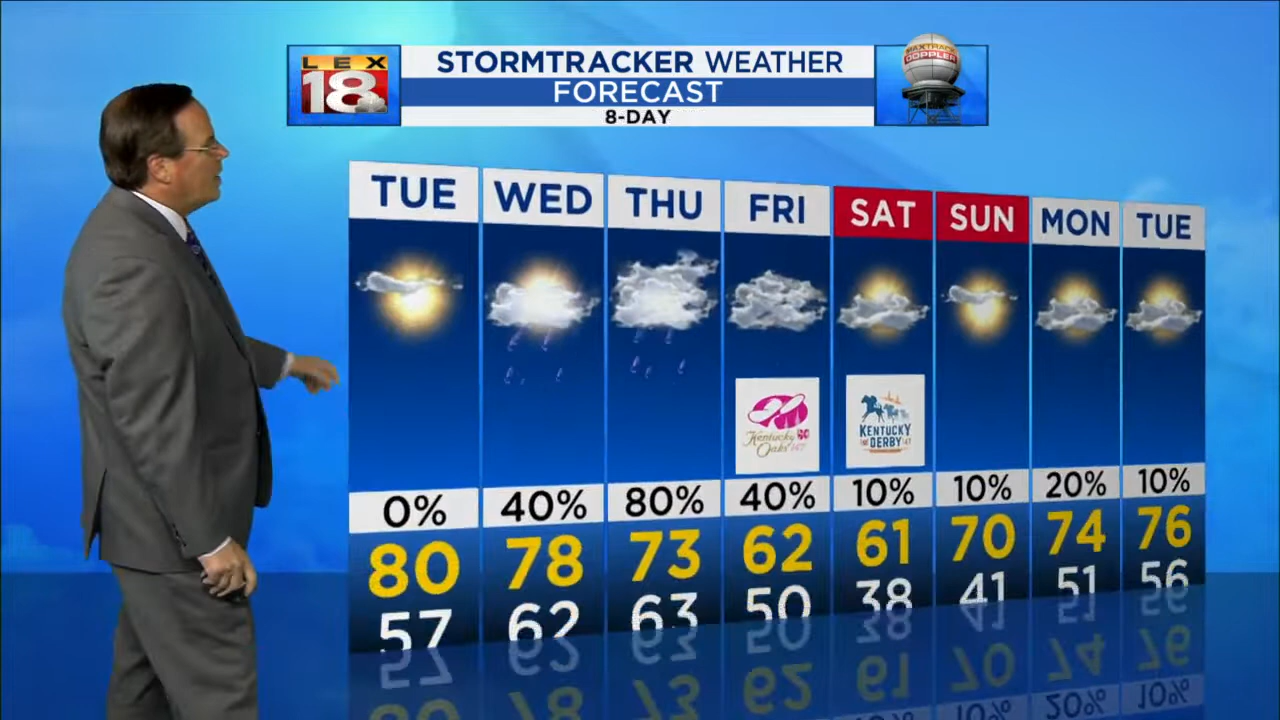 LEX
18
STORMTRACKER WEATHER
FORECAST
8-DAY
MAXTRACK
DOPPLER
TUE WED THU FRI SAT SUN MON TUE
Kentucky
Oaks 147
KENTUCKY
DERBY 147
0% 40% 80% 40% 10% 10% 20% 10%
80 78 73 62 61 70 74 76
57 62 63 50 38 41 51 56